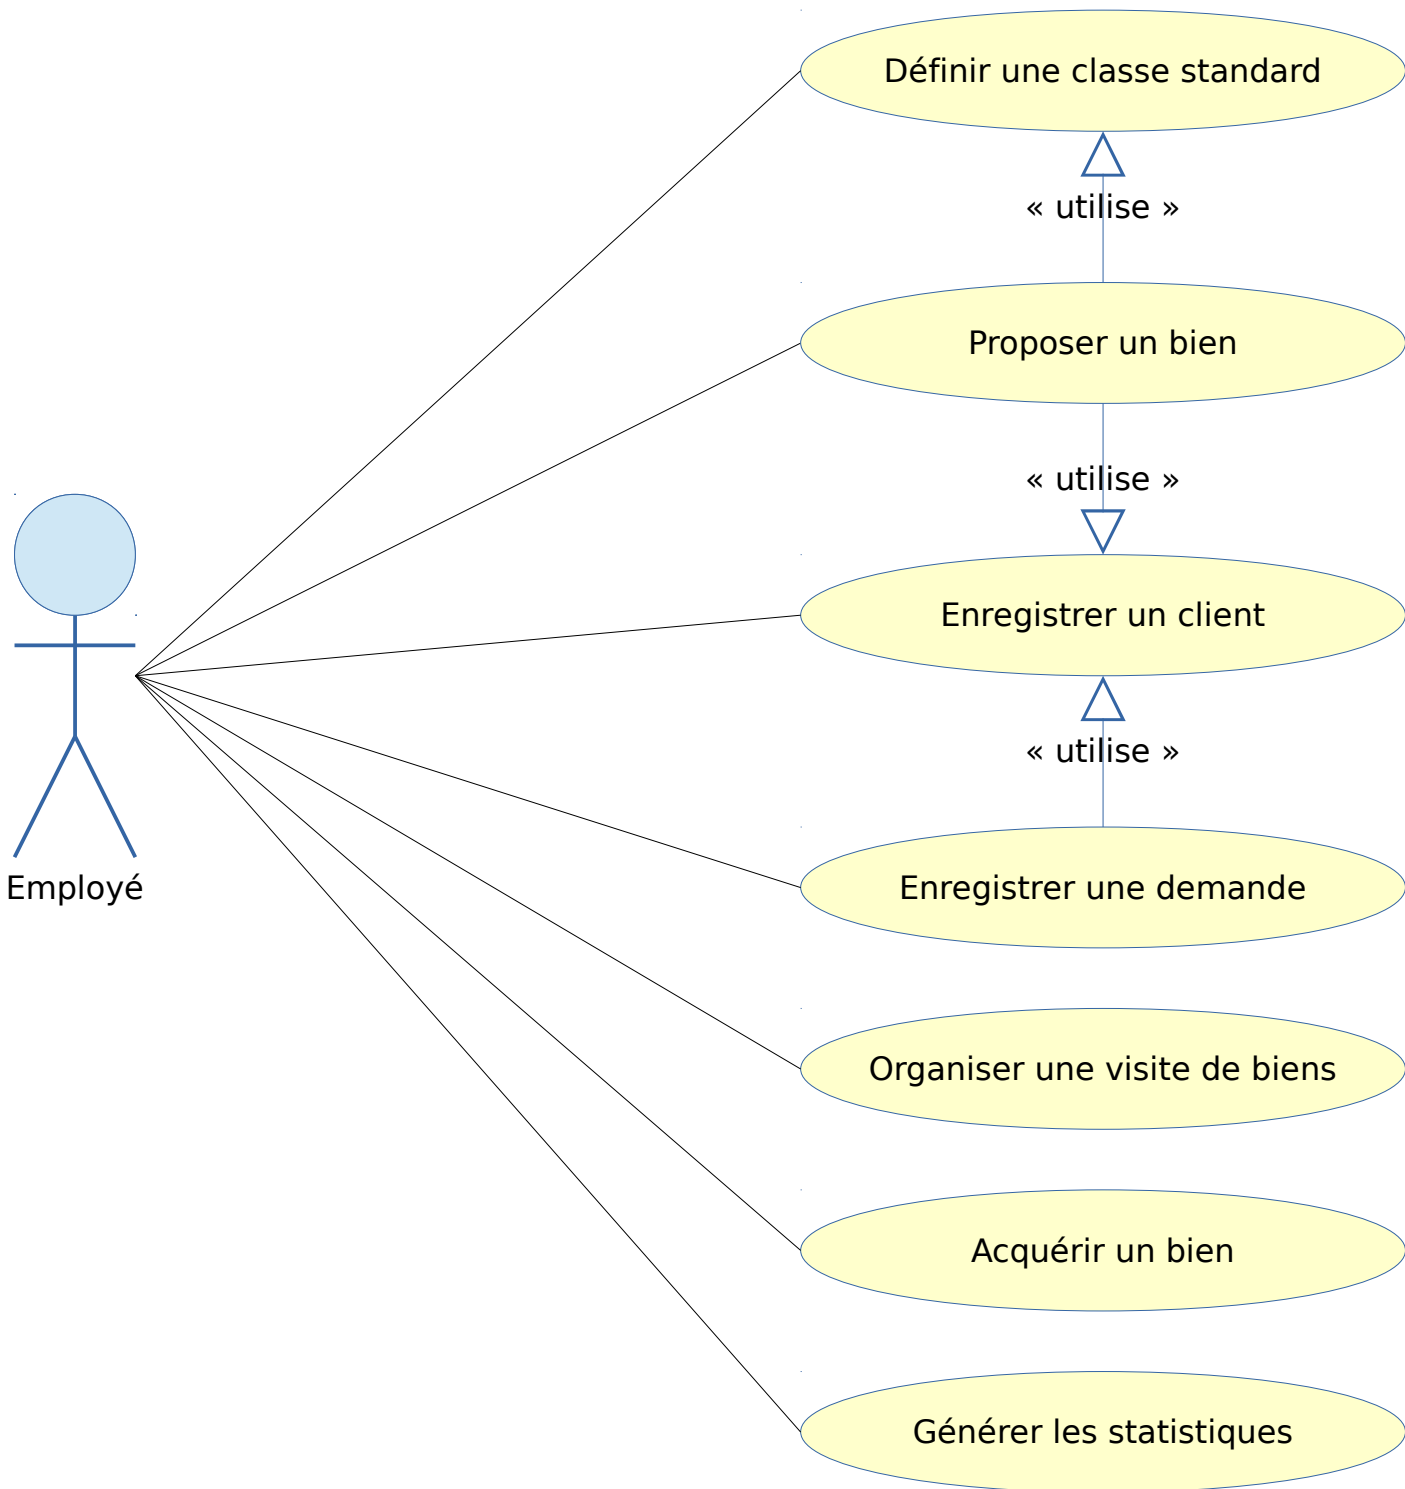 Définir une classe standard
« utilise »
Proposer un bien
« utilise »
Enregistrer un client
« utilise »
Employé
Enregistrer une demande
Organiser une visite de biens
Acquérir un bien
Générer les statistiques